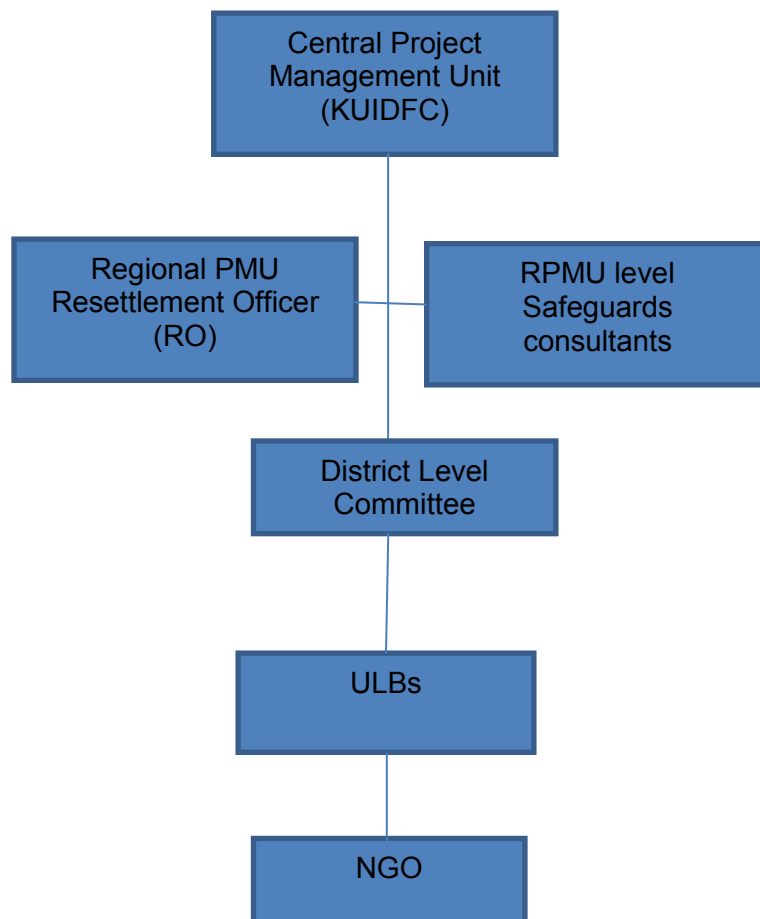 Central Project
Management Unit
(KUIDFC)
Regional PMU
Resettlement Officer
(RO)
RPMU level
Safeguards
consultants
District Level
Committee
ULBs
NGO